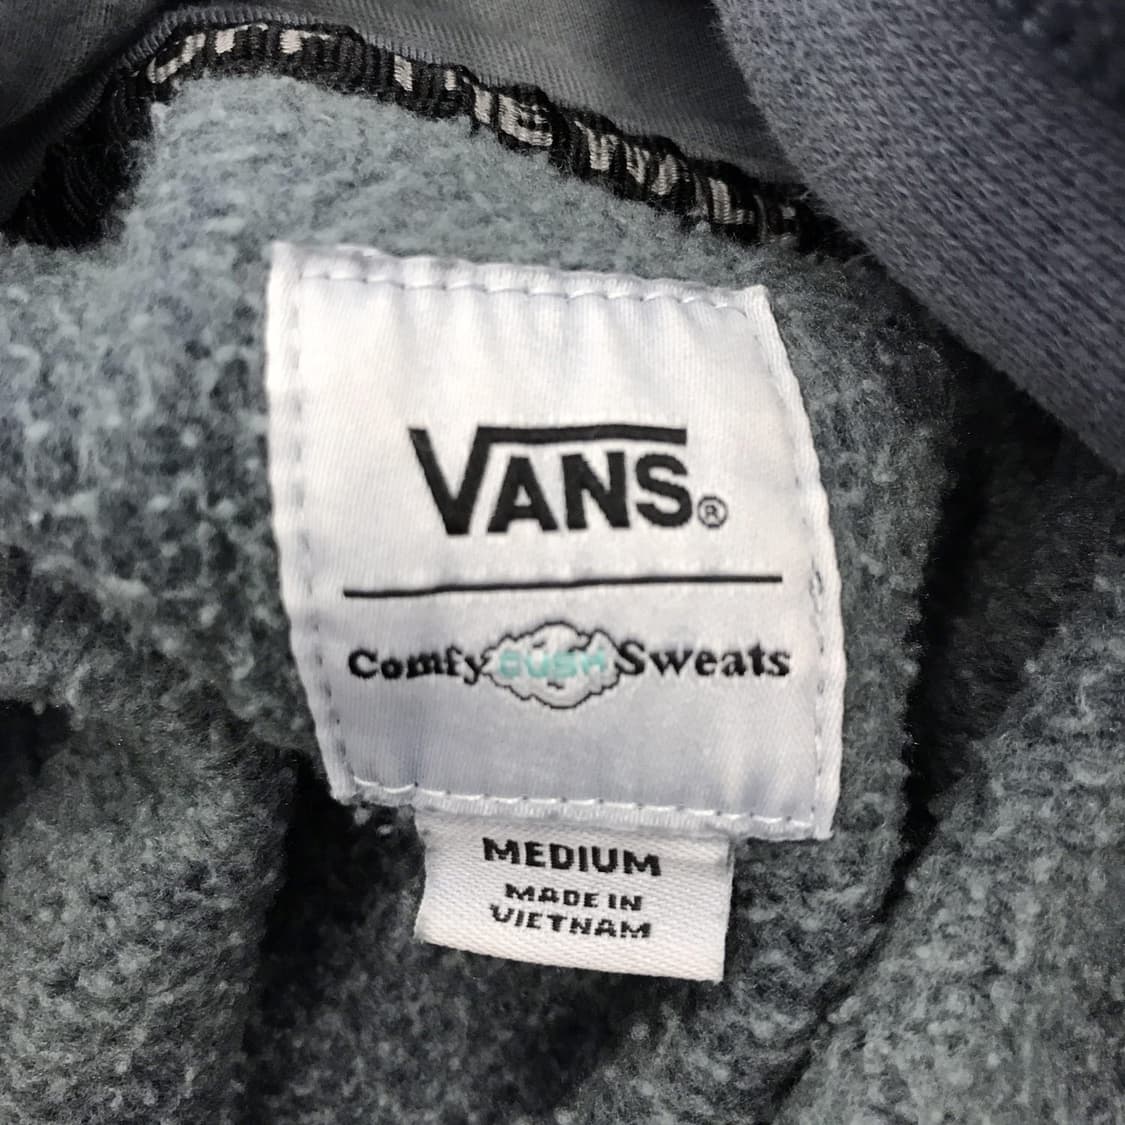 VANS®
Comfy CUSH Sweats
MEDIUM
MADE IN
VIETNAM